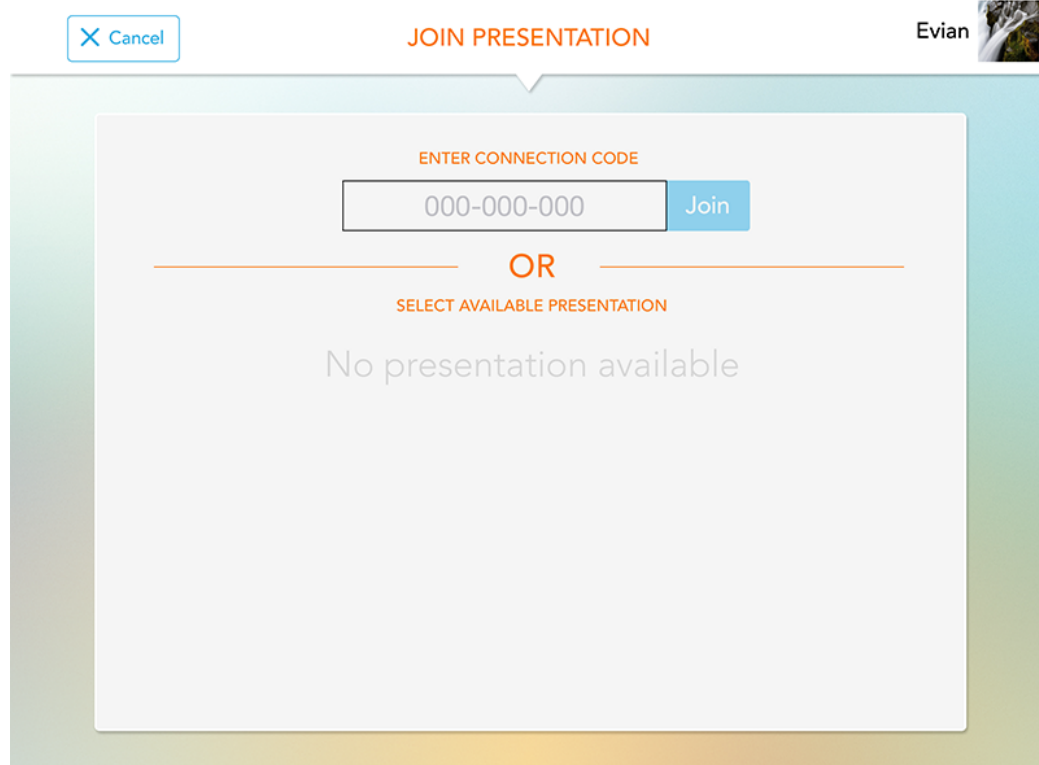 Cancel
JOIN PRESENTATION
Evian
ENTER CONNECTION CODE
000-000-000
Join
OR
SELECT AVAILABLE PRESENTATION
No presentation available